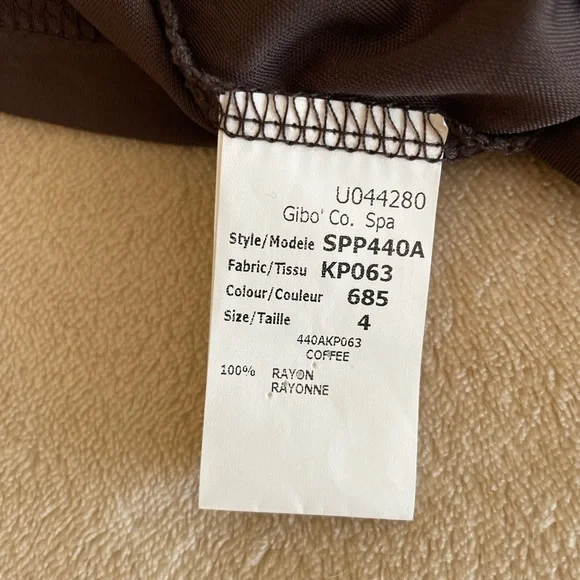 U044280
Gibo' Co. Spa
Style/Modele SPP440A
Fabric/Tissu KP063
Colour/Couleur 685
Size/Taille 4
440AKP063
COFFEE
100% RAYON
RAYONNE